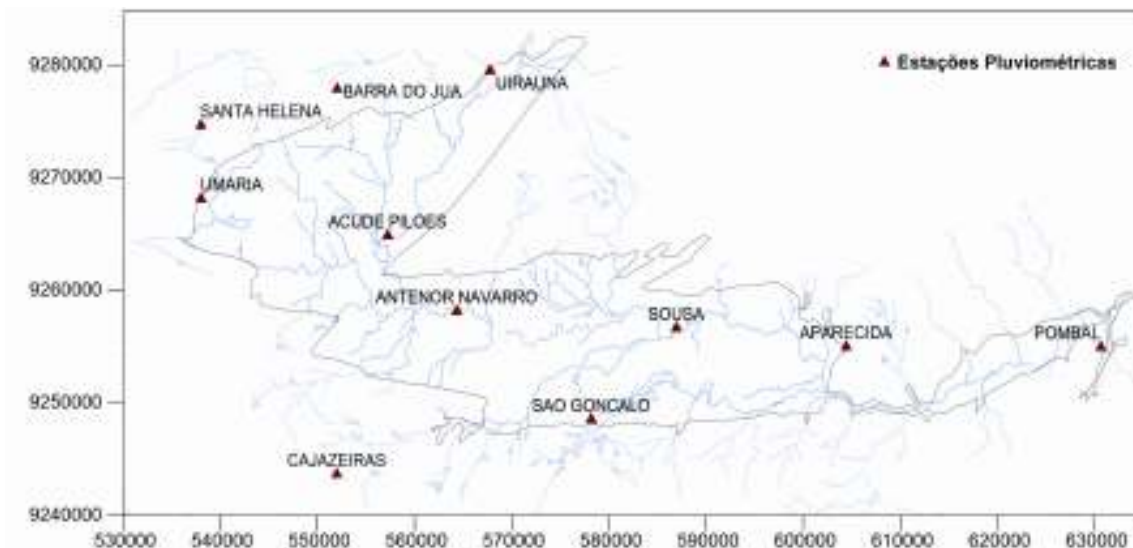 9280000
9270000
9260000
9250000
9240000
▲ Estações Pluviométricas
UIRAUNA
BARRA DO JUA
SANTA HELENA
UMARIA
ACUDE PILOES
ANTENOR NAVARRO
SOUSA
APARECIDA
POMBAL
SAO GONCALO
CAJAZEIRAS
530000 540000 550000 560000 570000 580000 590000 600000 610000 620000 630000